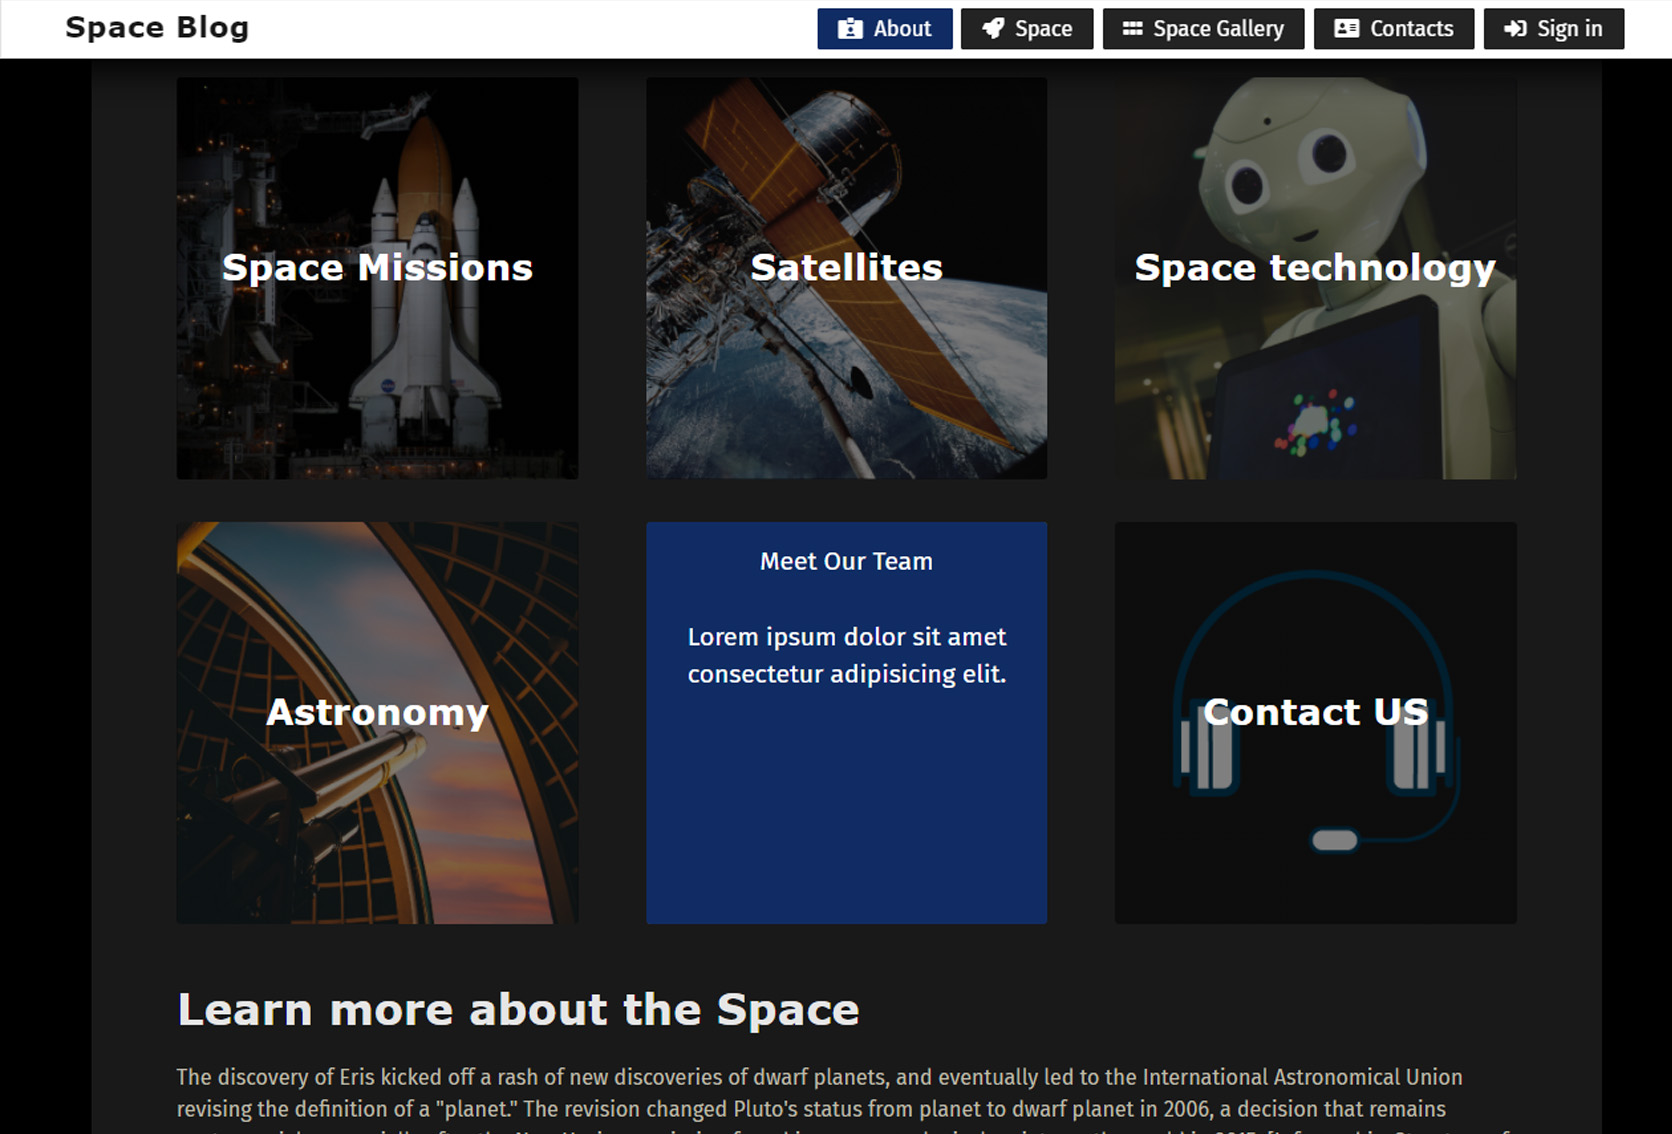 Space Blog
About
Space
Space Gallery
Contacts
Sign in
Space Missions
Satellites
Space technology
Astronomy
Meet Our Team
Lorem ipsum dolor sit amet
consectetur adipisicing elit.
Contact US
Learn more about the Space
The discovery of Eris kicked off a rash of new discoveries of dwarf planets, and eventually led to the International Astronomical Union
revising the definition of a "planet." The revision changed Pluto's status from planet to dwarf planet in 2006, a decision that remains